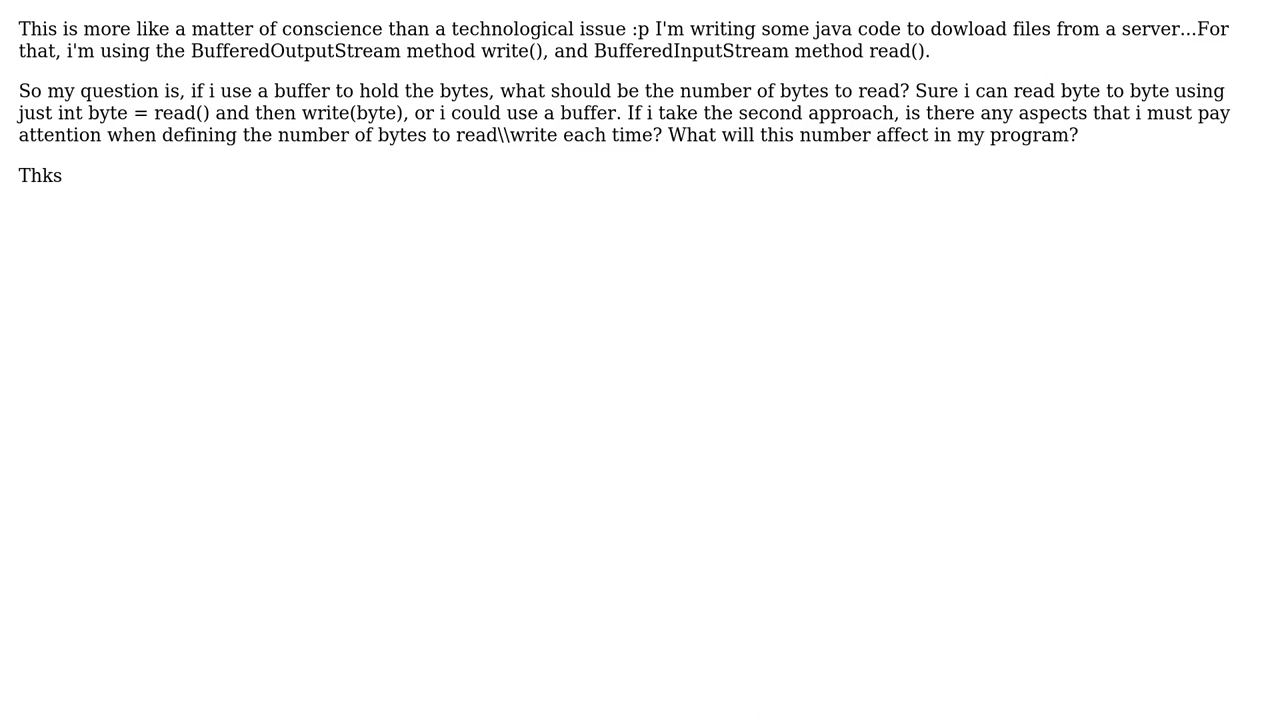 This is more like a matter of conscience than a technological issue :p I'm writing some java code to dowload files from a server...For
that, i'm using the BufferedOutputStream method write(), and BufferedInputStream method read().
So my question is, if i use a buffer to hold the bytes, what should be the number of bytes to read? Sure i can read byte to byte using
just int byte = read() and then write(byte), or i could use a buffer. If i take the second approach, is there any aspects that i must pay
attention when defining the number of bytes to read\\write each time? What will this number affect in my program?
Thks